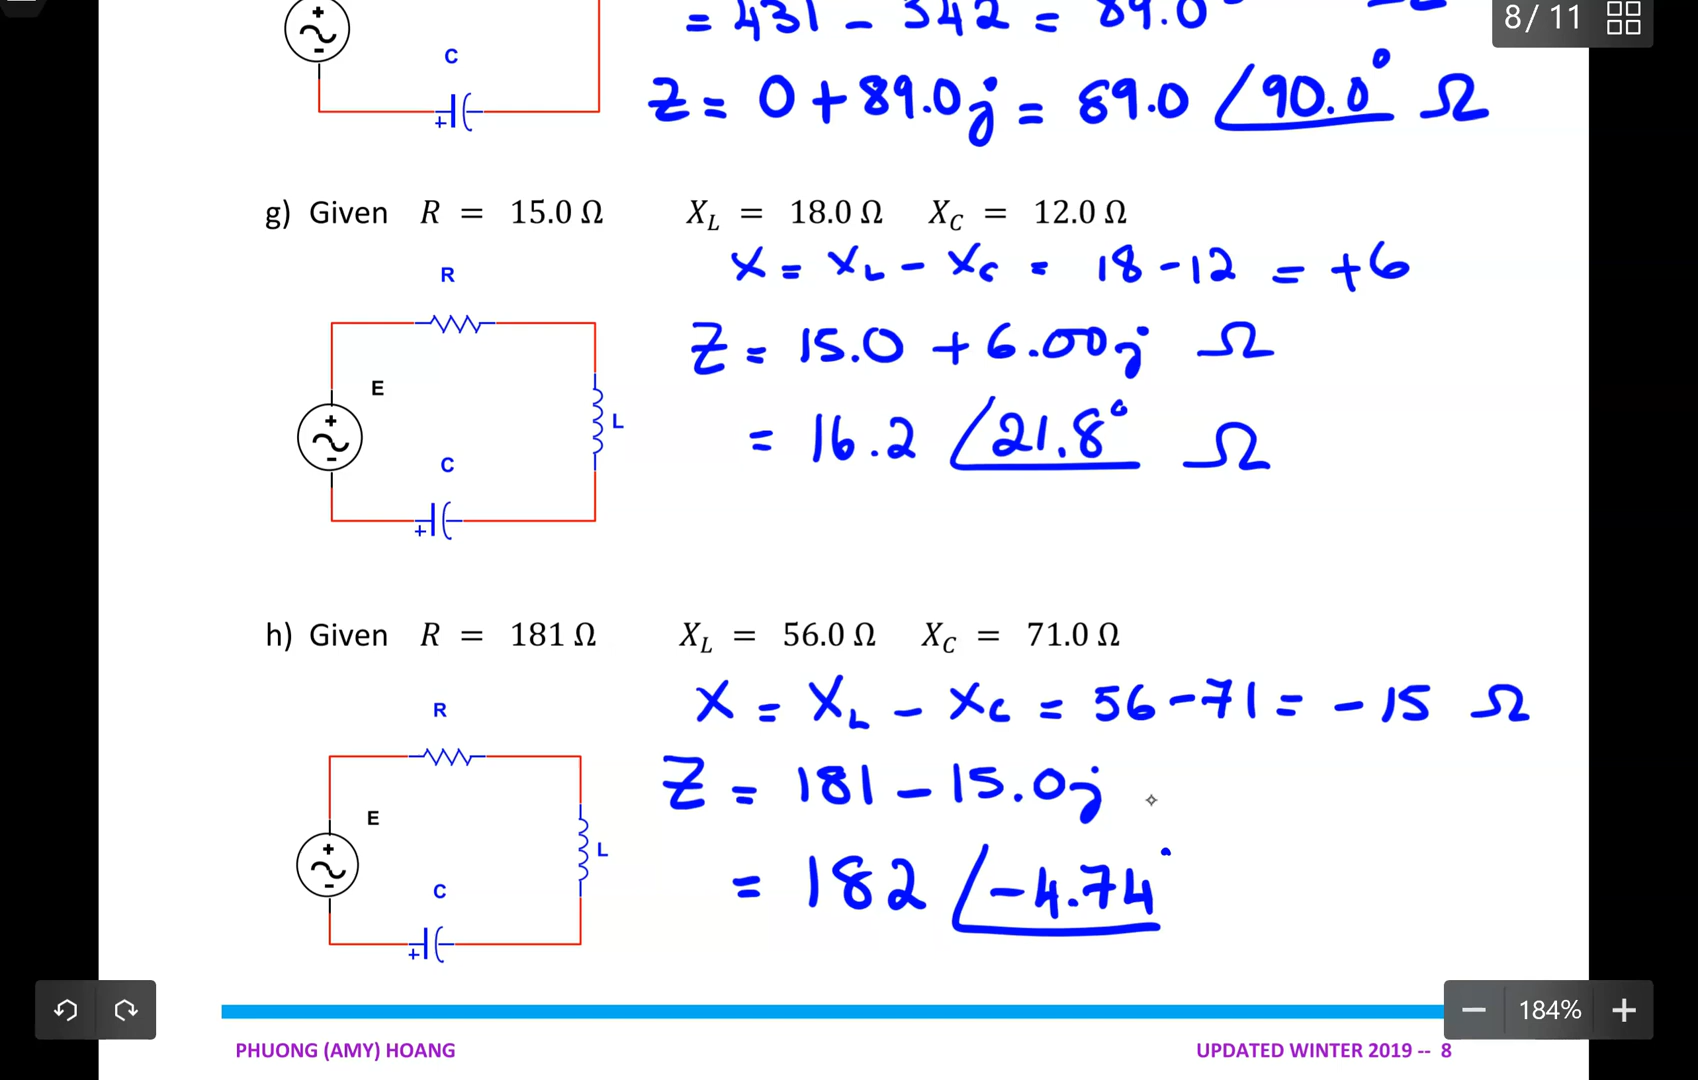 = 431 - 342 = 89.0
8 / 11
C
+
-
+
Z = 0 + 89.0j = 89.0 ∠90.0° Ω
g) Given R = 15.0 Ω X_L = 18.0 Ω X_C = 12.0 Ω
X = X_L - X_C = 18 - 12 = +6
R
Z = 15.0 + 6.00j Ω
E
+
-
L
= 16.2 ∠21.8° Ω
C
+
h) Given R = 181 Ω X_L = 56.0 Ω X_C = 71.0 Ω
X = X_L - X_C = 56 - 71 = -15 Ω
R
Z = 181 - 15.0j
E
+
-
L
= 182 ∠-4.74°
C
+
184%
PHUONG (AMY) HOANG UPDATED WINTER 2019 -- 8